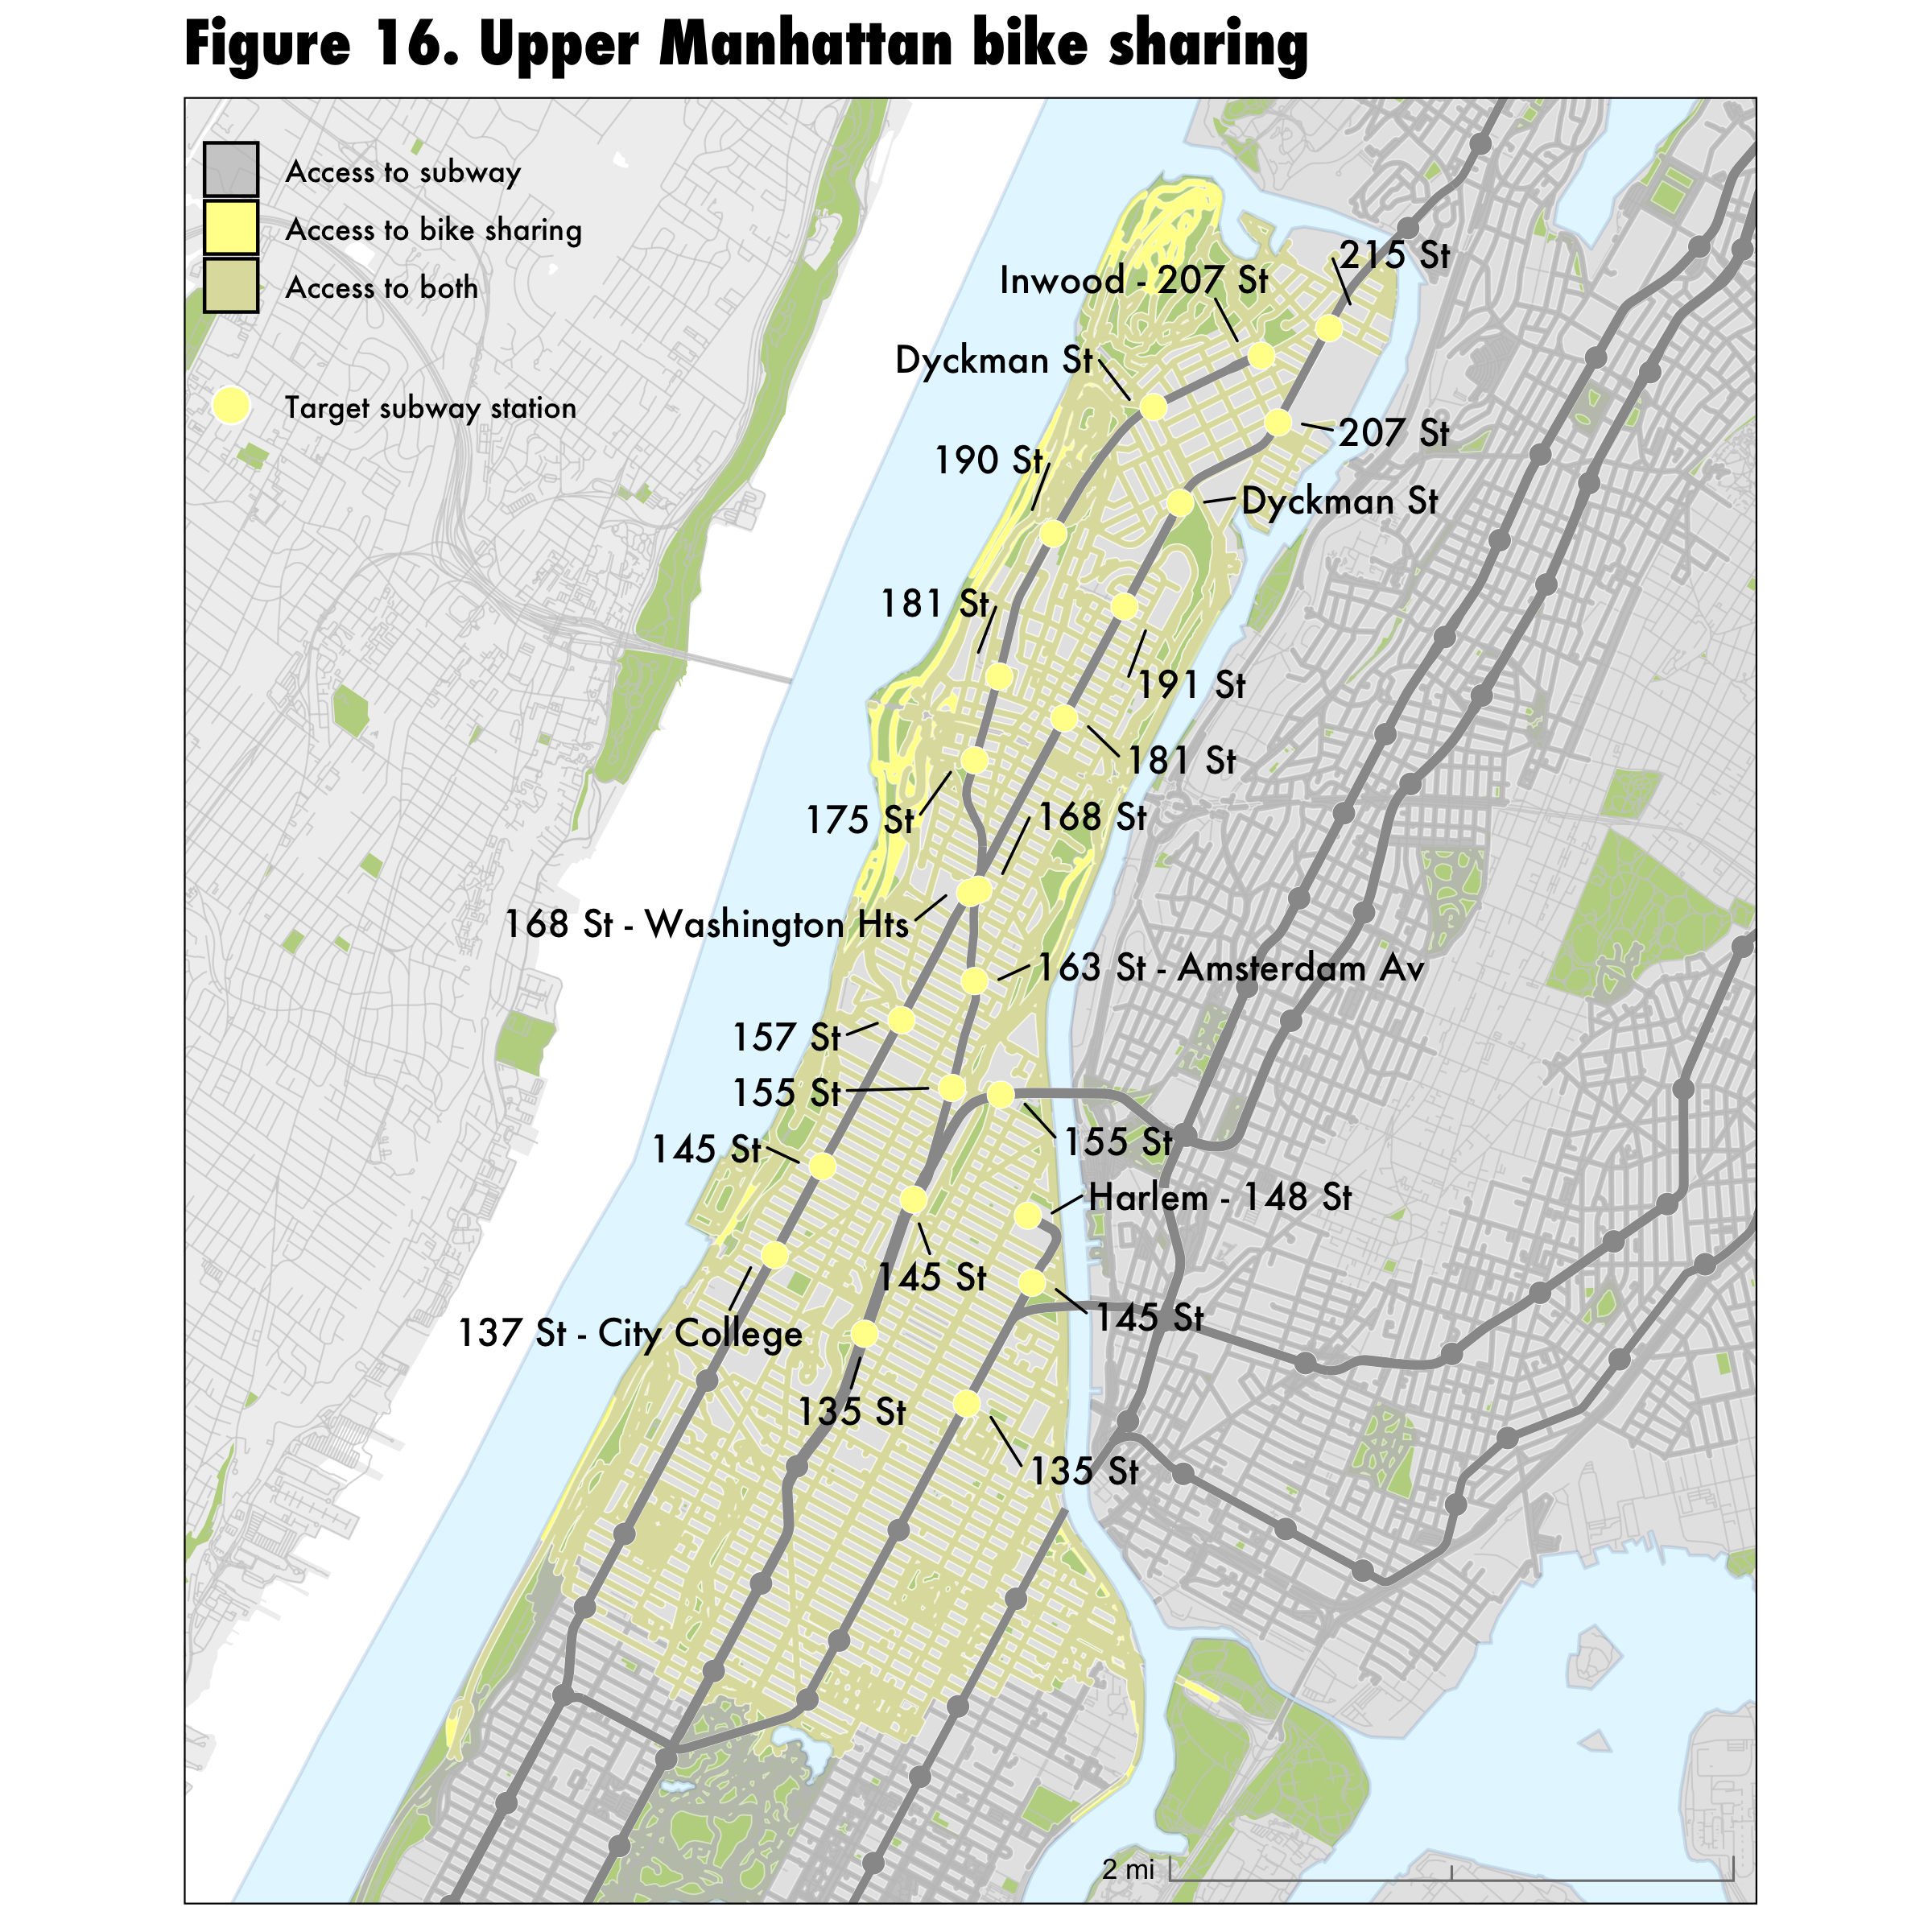 Figure 16. Upper Manhattan bike sharing
Access to subway
Access to bike sharing
Access to both
Target subway station
215 St
Inwood - 207 St
Dyckman St
207 St
190 St
Dyckman St
181 St
191 St
181 St
175 St
168 St
168 St - Washington Hts
163 St - Amsterdam Av
157 St
155 St
155 St
145 St
Harlem - 148 St
145 St
145 St
137 St - City College
135 St
135 St
2 mi